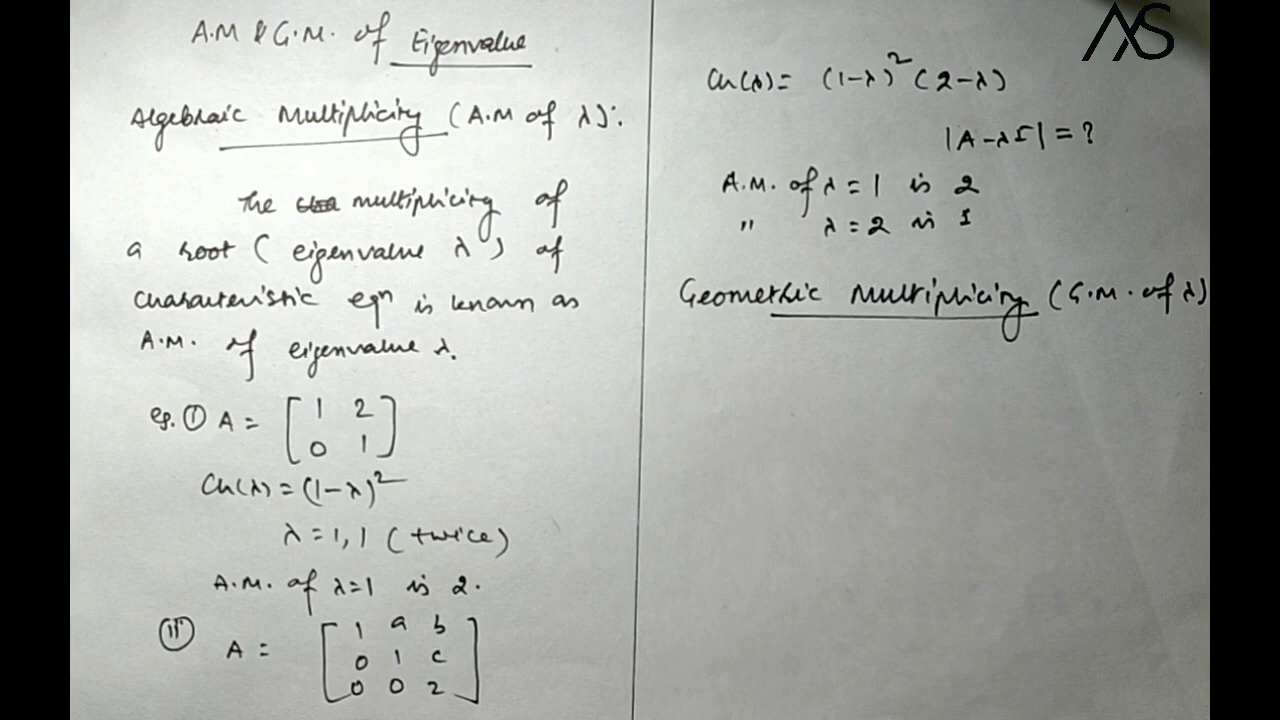 A.M & G.M. of Eigenvalue
Algebraic Multiplicity (A.M of λ):
The multiplicity of
a root (eigenvalue λ) of
characteristic eqn is known as
A.M. of eigenvalue λ.
eg. ① A = [1 2
0 1]
Ch(λ) = (1-λ)²
λ = 1, 1 (twice)
A.M. of λ=1 is 2.
ⓘⓘ A = [1 a b
0 1 c
0 0 2]
NS
Ch(λ) = (1-λ)² (2-λ)
|A-λI| = ?
A.M. of λ = 1 is 2
" λ = 2 is 1
Geometric Multiplicity (G.M. of λ)